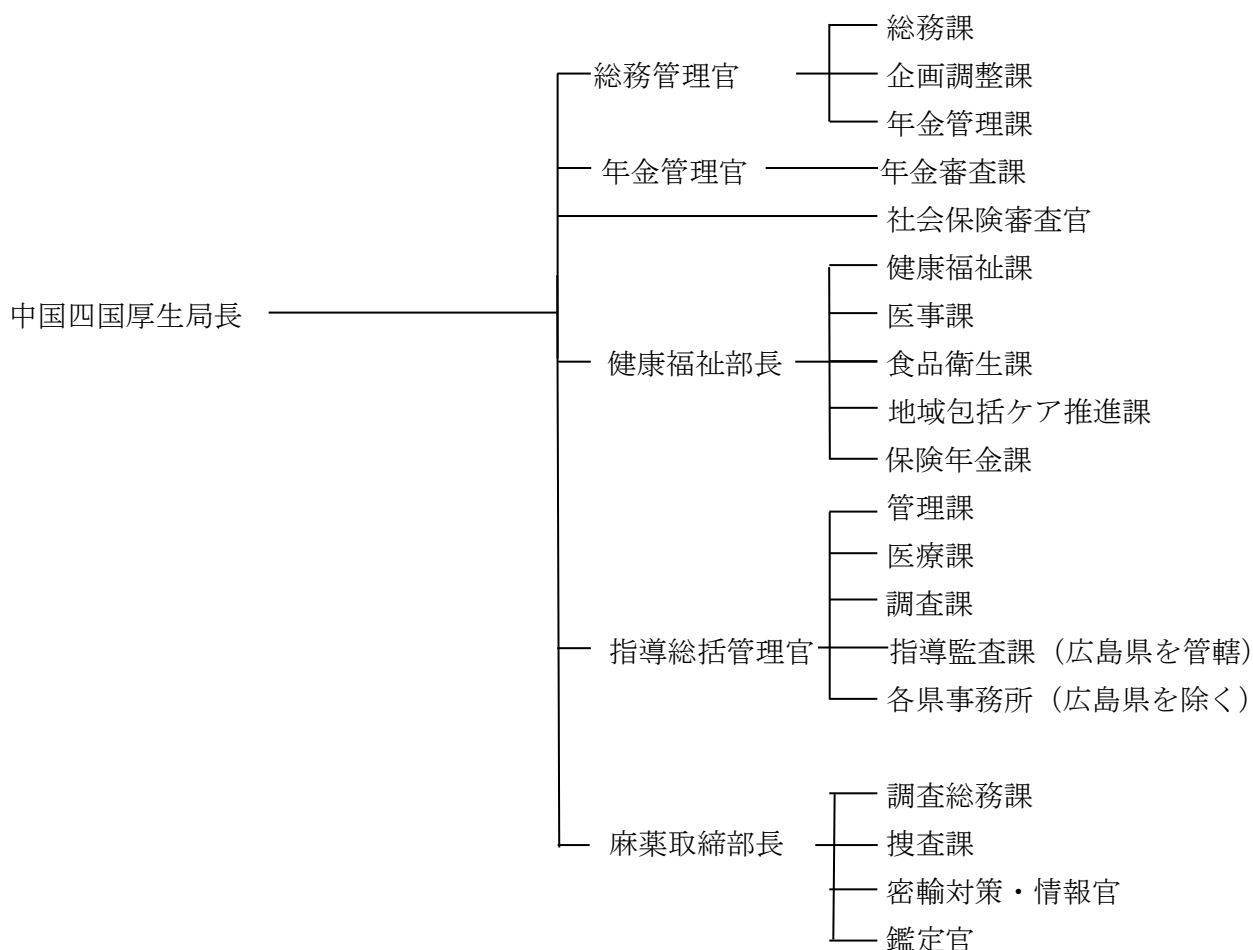 総務課
総務管理官
企画調整課
年金管理課
年金管理官
年金審査課
社会保険審査官
健康福祉課
中国四国厚生局長
医事課
健康福祉部長
食品衛生課
地域包括ケア推進課
保険年金課
管理課
医療課
調査課
指導総括管理官
指導監査課（広島県を管轄）
各県事務所（広島県を除く）
調査総務課
麻薬取締部長
捜査課
密輸対策・情報官
鑑定官